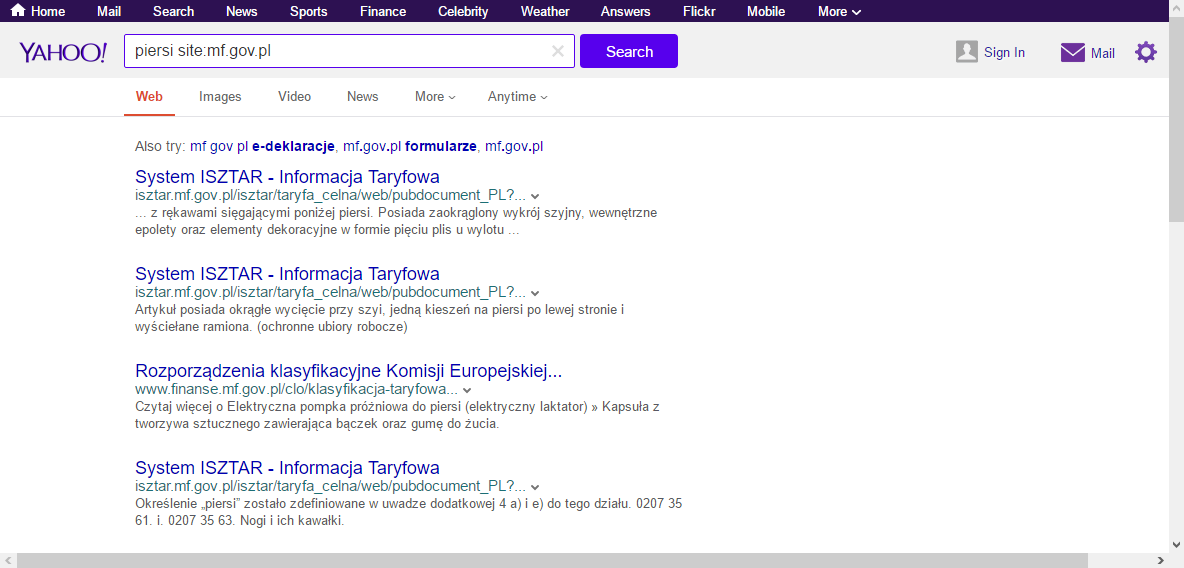 Home Mail Search News Sports Finance Celebrity Weather Answers Flickr Mobile More
YAHOO! piersi site:mf.gov.pl Search Sign In Mail
Web Images Video News More Anytime
Also try: mf gov pl e-deklaracje, mf.gov.pl formularze, mf.gov.pl
System ISZTAR - Informacja Taryfowa
isztar.mf.gov.pl/isztar/taryfa_celna/web/pubdocument_PL?...
... z rękawami sięgającymi poniżej piersi. Posiada zaokrąglony wykrój szyjny, wewnętrzne
epolety oraz elementy dekoracyjne w formie pięciu plis u wylotu ...
System ISZTAR - Informacja Taryfowa
isztar.mf.gov.pl/isztar/taryfa_celna/web/pubdocument_PL?...
Artykuł posiada okrągłe wycięcie przy szyi, jedną kieszeń na piersi po lewej stronie i
wyściełane ramiona. (ochronne ubiory robocze)
Rozporządzenia klasyfikacyjne Komisji Europejskiej...
www.finanse.mf.gov.pl/clo/klasyfikacja-taryfowa...
Czytaj więcej o Elektryczna pompka próżniowa do piersi (elektryczny laktator) » Kapsuła z
tworzywa sztucznego zawierająca bączek oraz gumę do żucia.
System ISZTAR - Informacja Taryfowa
isztar.mf.gov.pl/isztar/taryfa_celna/web/pubdocument_PL?...
Określenie „piersi” zostało zdefiniowane w uwadze dodatkowej 4 a) i e) do tego działu. 0207 35
61. i. 0207 35 63. Nogi i ich kawałki.